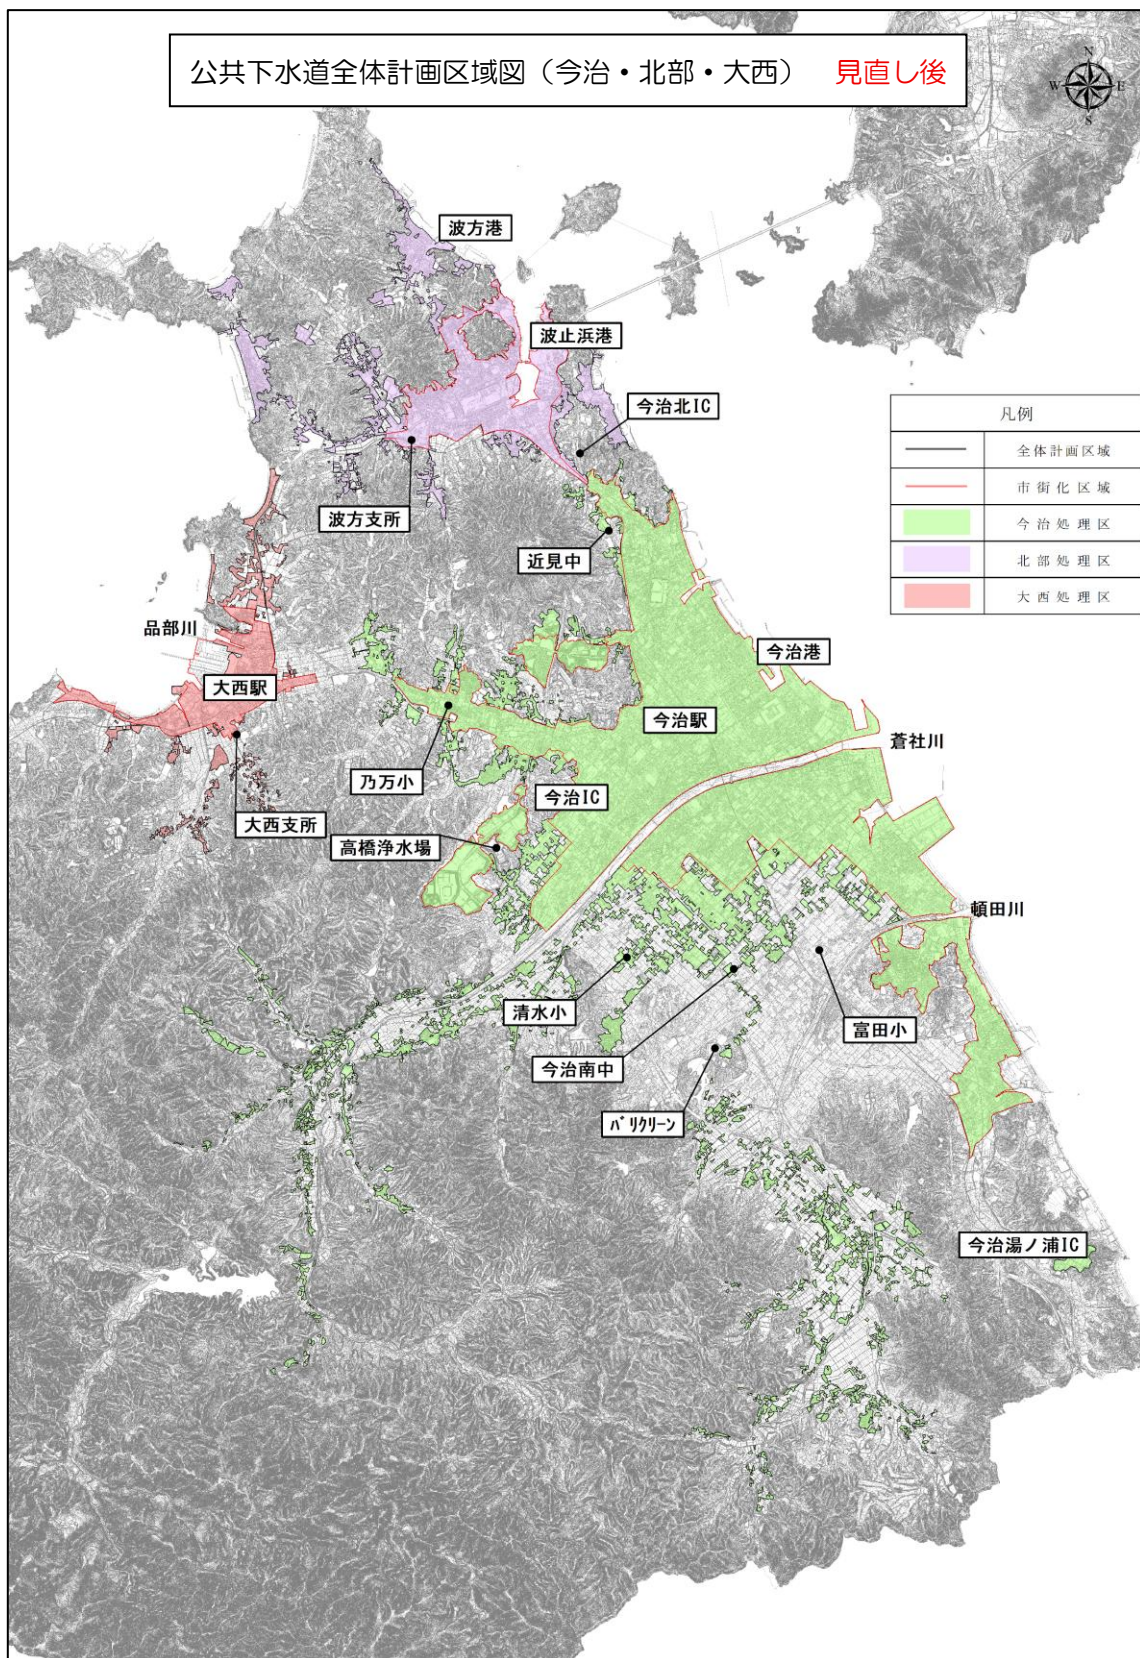 公共下水道全体計画区域図（今治・北部・大西） 見直し後
N
W E
S
波方港
波止浜港
今治北IC
凡例
全体計画区域
市街化区域
今治処理区
北部処理区
大西処理区
波方支所
近見中
品部川
今治港
大西駅
今治駅
蒼社川
乃万小
今治IC
大西支所
高橋浄水場
頓田川
清水小
富田小
今治南中
ﾊﾞﾘｸﾘｰﾝ
今治湯ノ浦IC